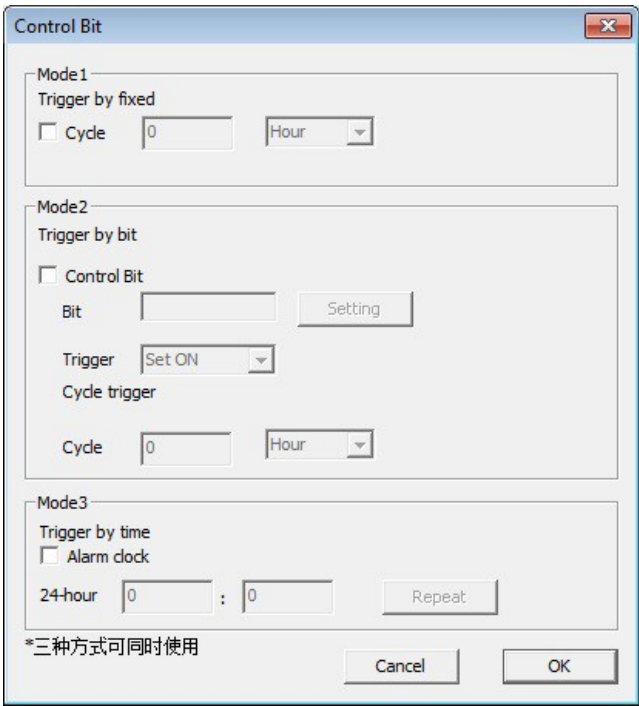 Control Bit
Mode1
Trigger by fixed
Cycle 0 Hour
Mode2
Trigger by bit
Control Bit
Bit Setting
Trigger Set ON
Cycle trigger
Cycle 0 Hour
Mode3
Trigger by time
Alarm clock
24-hour 0 : 0 Repeat
*三种方式可同时使用
Cancel OK